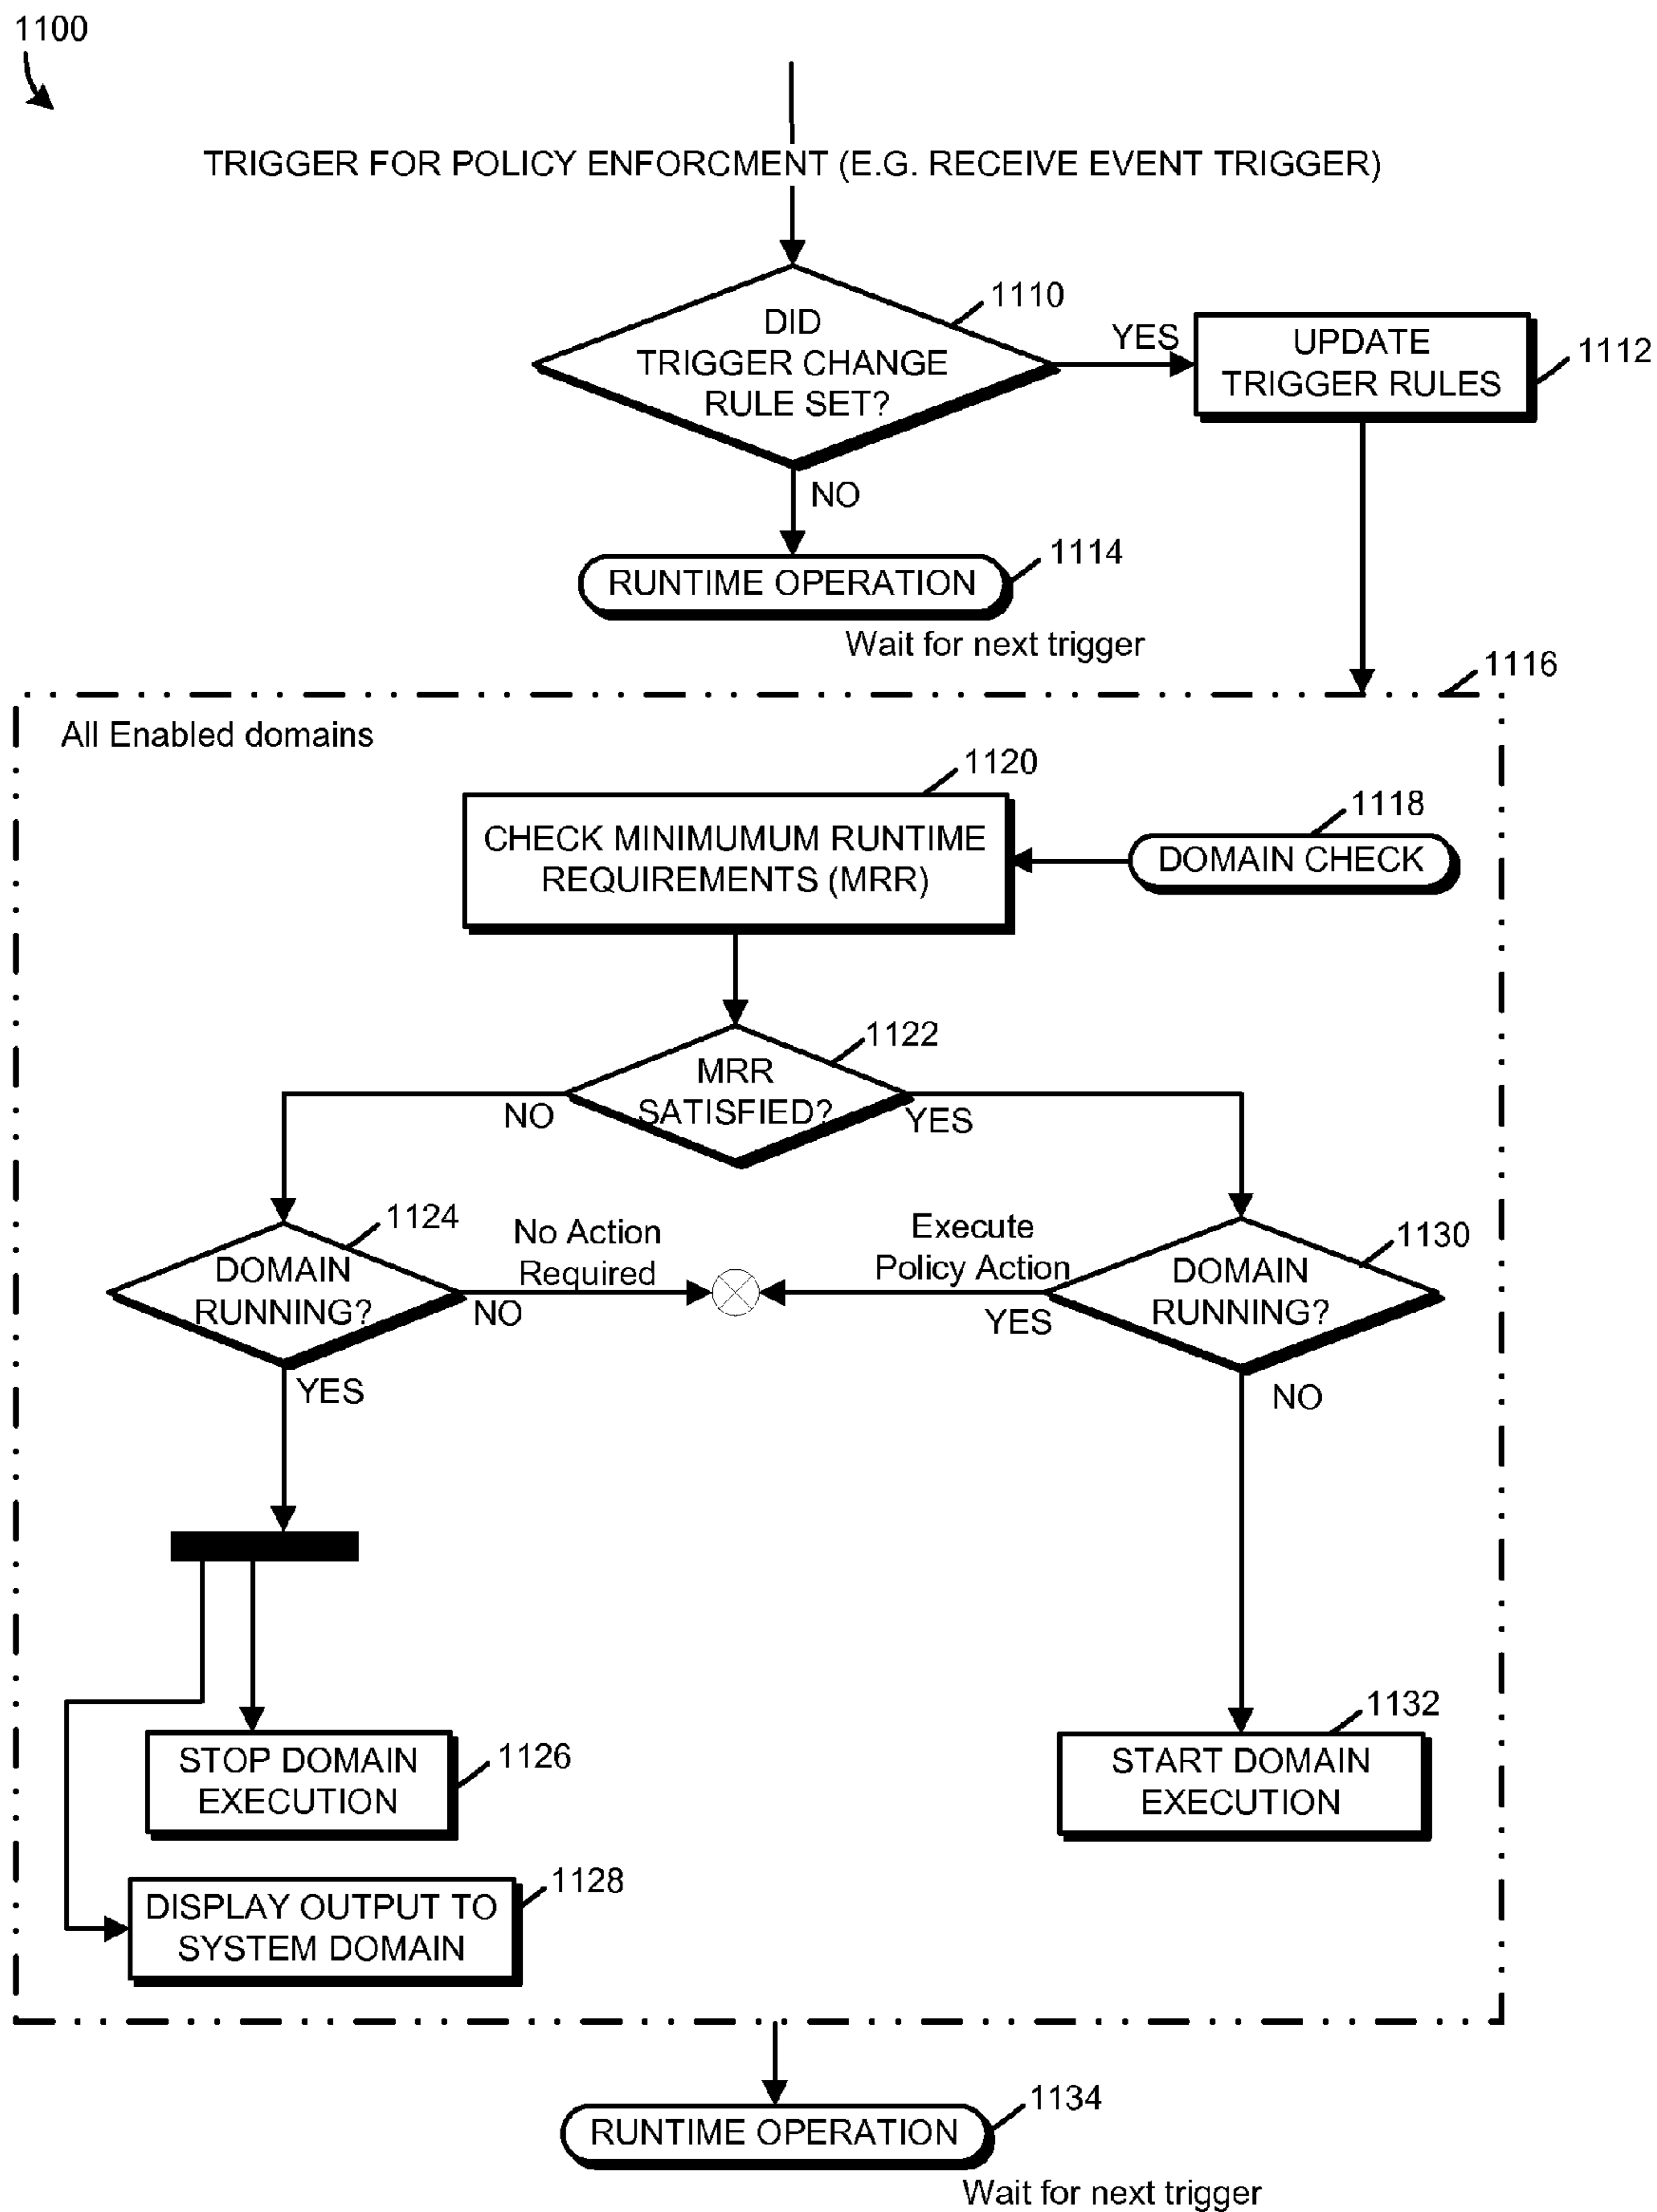 1100
TRIGGER FOR POLICY ENFORCMENT (E.G. RECEIVE EVENT TRIGGER)
1110
DID
TRIGGER CHANGE
RULE SET?
YES
UPDATE
TRIGGER RULES
1112
NO
RUNTIME OPERATION
1114
Wait for next trigger
1116
All Enabled domains
1120
CHECK MINIMUMUM RUNTIME
REQUIREMENTS (MRR)
1118
DOMAIN CHECK
1122
MRR
SATISFIED?
NO
YES
1124
DOMAIN
RUNNING?
No Action
Required
NO
Execute
Policy Action
YES
1130
DOMAIN
RUNNING?
YES
NO
STOP DOMAIN
EXECUTION
1126
1132
START DOMAIN
EXECUTION
1128
DISPLAY OUTPUT TO
SYSTEM DOMAIN
1134
RUNTIME OPERATION
Wait for next trigger